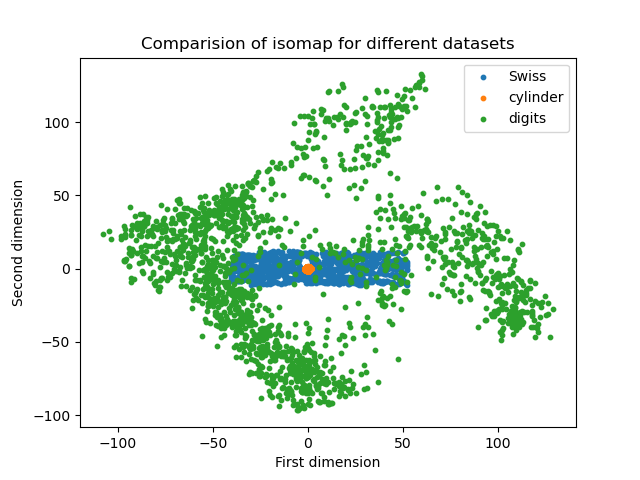 Comparision of isomap for different datasets
Swiss
cylinder
digits
100
50
0
−50
−100
Second dimension
−100
−50
0
50
100
First dimension